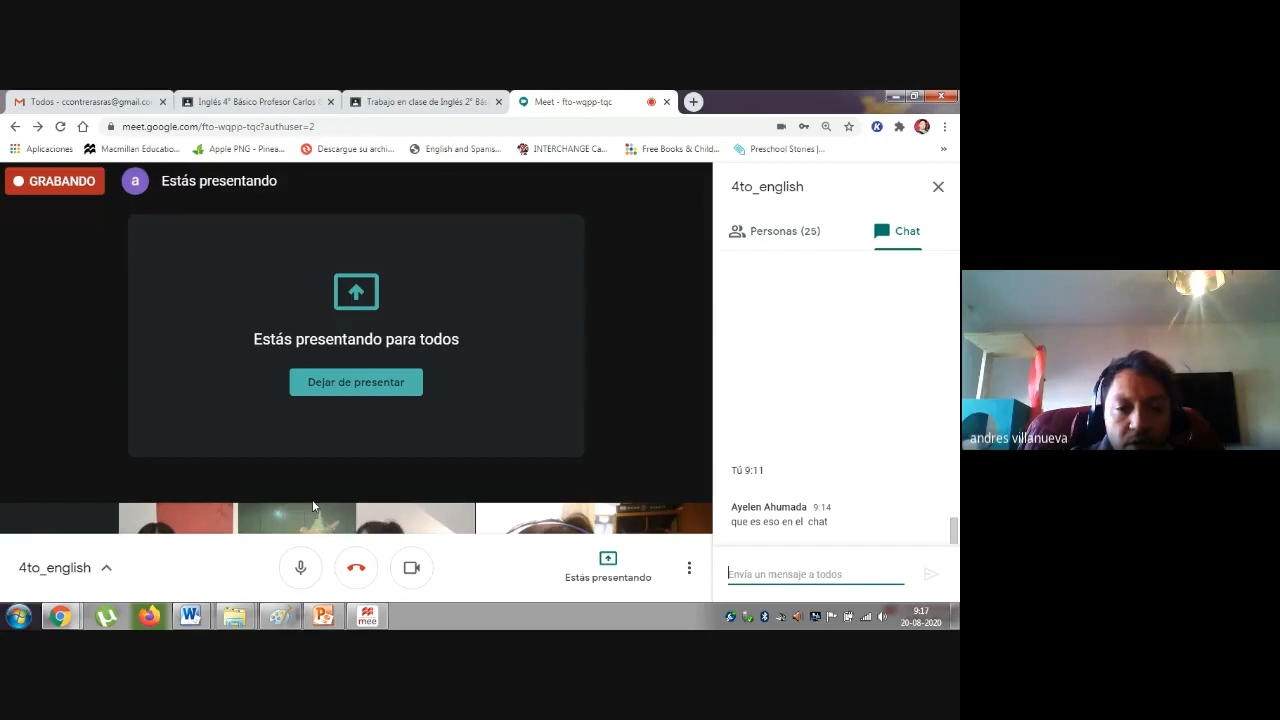 Todos - ccontrerasras@gmail.co
Inglés 4° Básico Profesor Carlos C
Trabajo en clase de Inglés 2° Bás
Meet - fto-wqpp-tqc
meet.google.com/fto-wqpp-tqc?authuser=2
Aplicaciones
Macmillan Educatio...
Apple PNG - Pinea...
Descargue su archi...
English and Spanis...
INTERCHANGE Ca...
Free Books & Child...
Preschool Stories |...
»
GRABANDO
a
Estás presentando
4to_english
Personas (25)
Chat
Estás presentando para todos
Dejar de presentar
Tú 9:11
Ayelen Ahumada 9:14
que es eso en el chat
andres villanueva
4to_english
Estás presentando
Envía un mensaje a todos
mee
9:17
20-08-2020